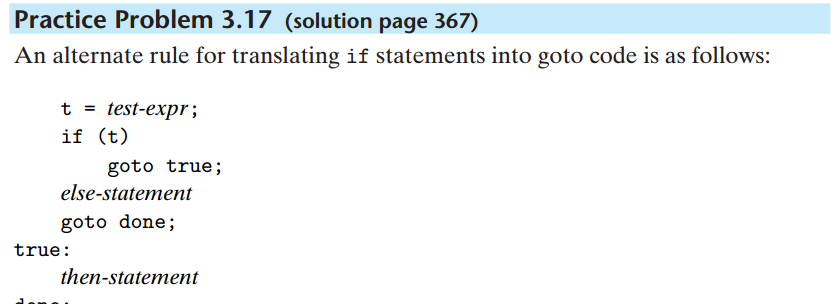 Practice Problem 3.17 (solution page 367)
An alternate rule for translating if statements into goto code is as follows:
t = test-expr;
if (t)
goto true;
else-statement
goto done;
true:
then-statement